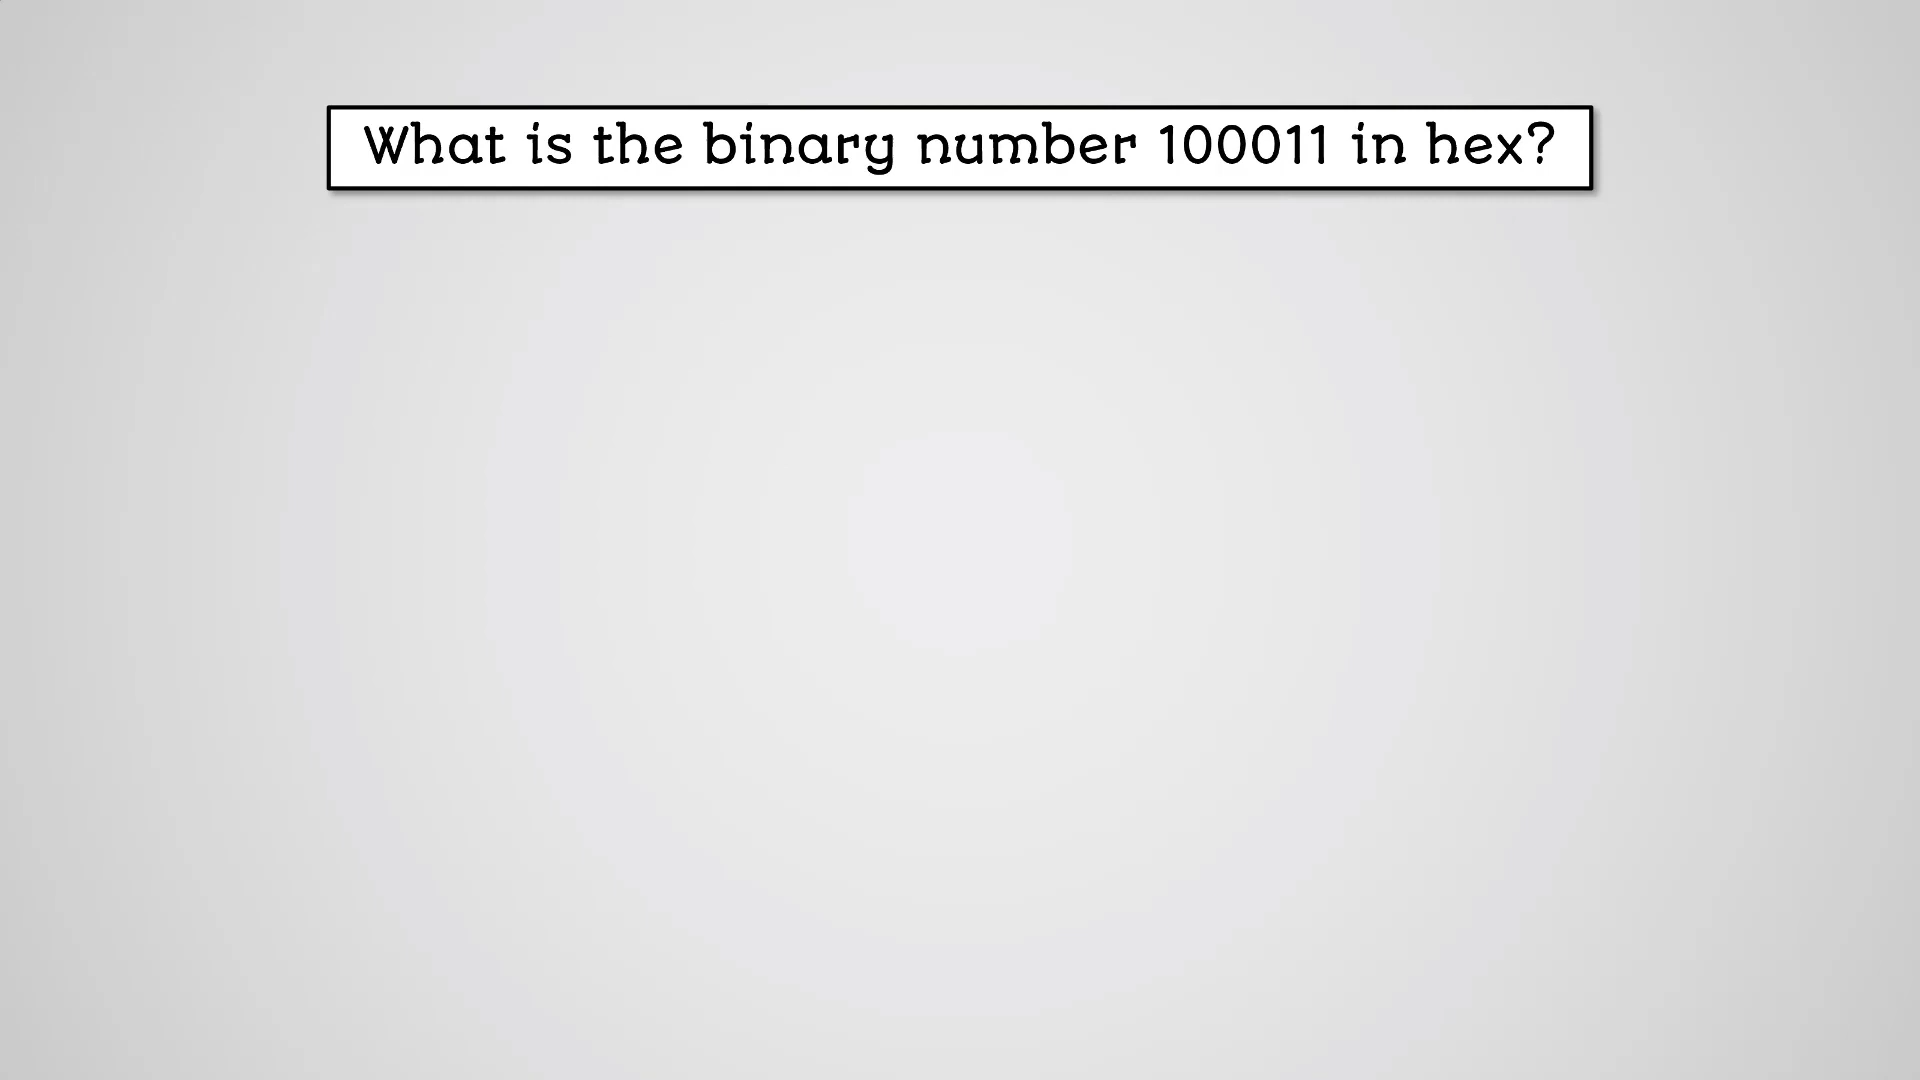 What is the binary number 100011 in hex?